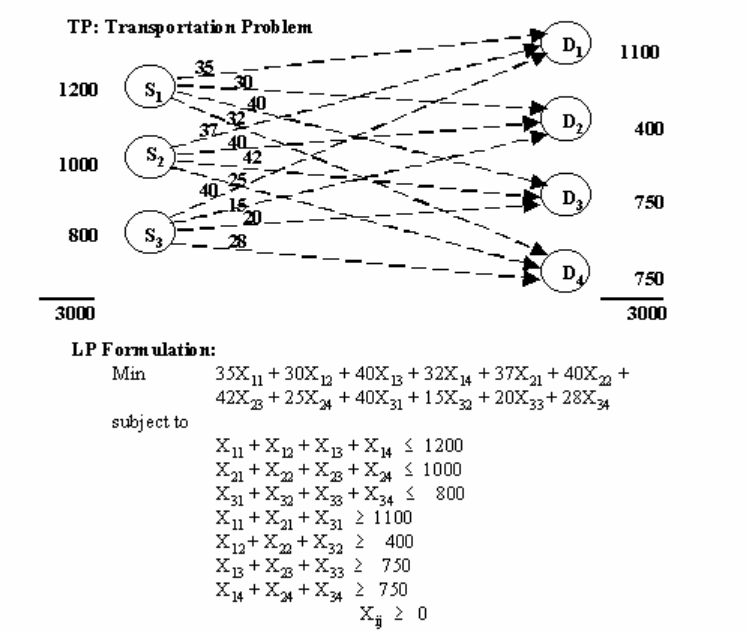 TP: Transportation Problem
1200 S1 35 30 40 32 D1 1100
1000 S2 37 40 42 25 D2 400
800 S3 40 15 20 28 D3 750
D4 750
3000 3000
LP Formulation:
Min 35X11 + 30X12 + 40X13 + 32X14 + 37X21 + 40X22 +
42X23 + 25X24 + 40X31 + 15X32 + 20X33 + 28X34
subject to
X11 + X12 + X13 + X14 ≤ 1200
X21 + X22 + X23 + X24 ≤ 1000
X31 + X32 + X33 + X34 ≤ 800
X11 + X21 + X31 ≥ 1100
X12 + X22 + X32 ≥ 400
X13 + X23 + X33 ≥ 750
X14 + X24 + X34 ≥ 750
Xij ≥ 0